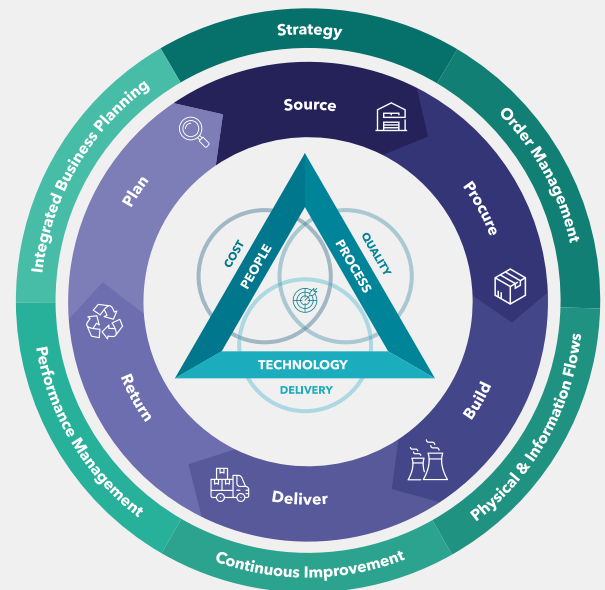 Strategy
Order Management
Physical & Information Flows
Continuous Improvement
Performance Management
Integrated Business Planning
Source
Procure
Build
Deliver
Return
Plan
COST
PEOPLE
PROCESS
QUALITY
TECHNOLOGY
DELIVERY